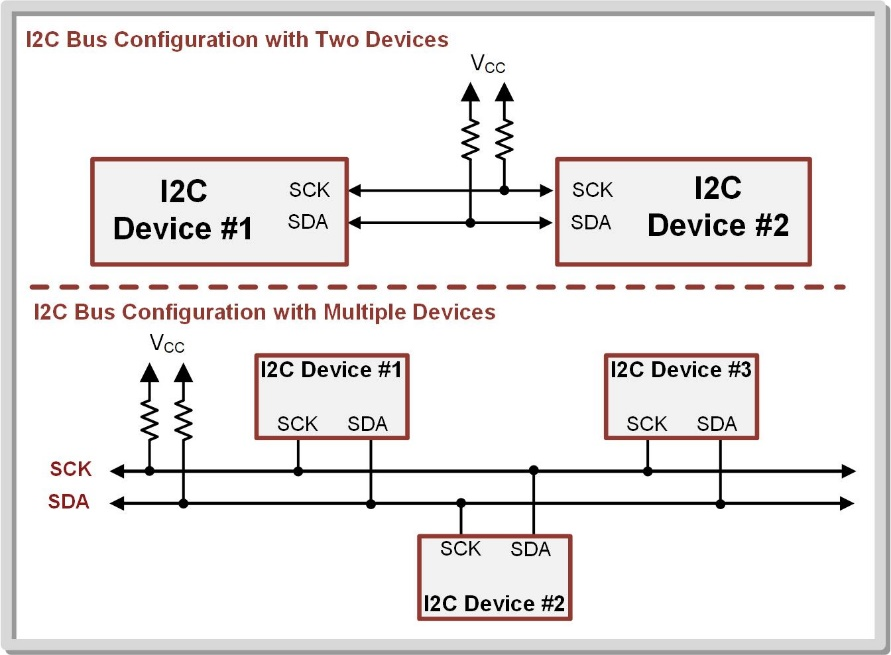 I2C Bus Configuration with Two Devices
VCC
I2C
Device #1
SCK
SDA
SCK
SDA
I2C
Device #2
I2C Bus Configuration with Multiple Devices
VCC
I2C Device #1
SCK SDA
I2C Device #3
SCK SDA
SCK
SDA
SCK SDA
I2C Device #2